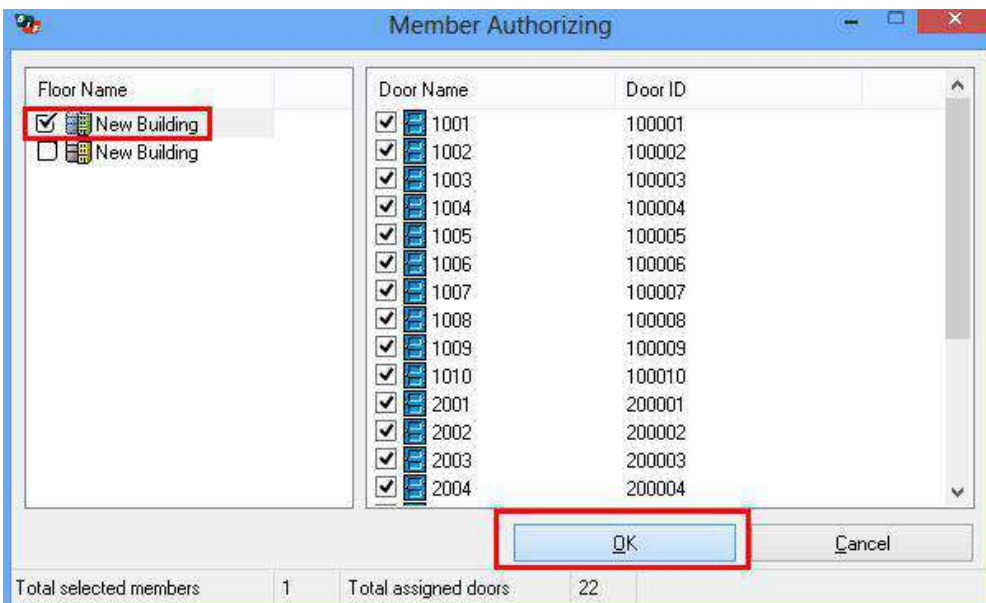 Member Authorizing
Floor Name
New Building
New Building
Door Name Door ID
1001 100001
1002 100002
1003 100003
1004 100004
1005 100005
1006 100006
1007 100007
1008 100008
1009 100009
1010 100010
2001 200001
2002 200002
2003 200003
2004 200004
OK Cancel
Total selected members 1 Total assigned doors 22